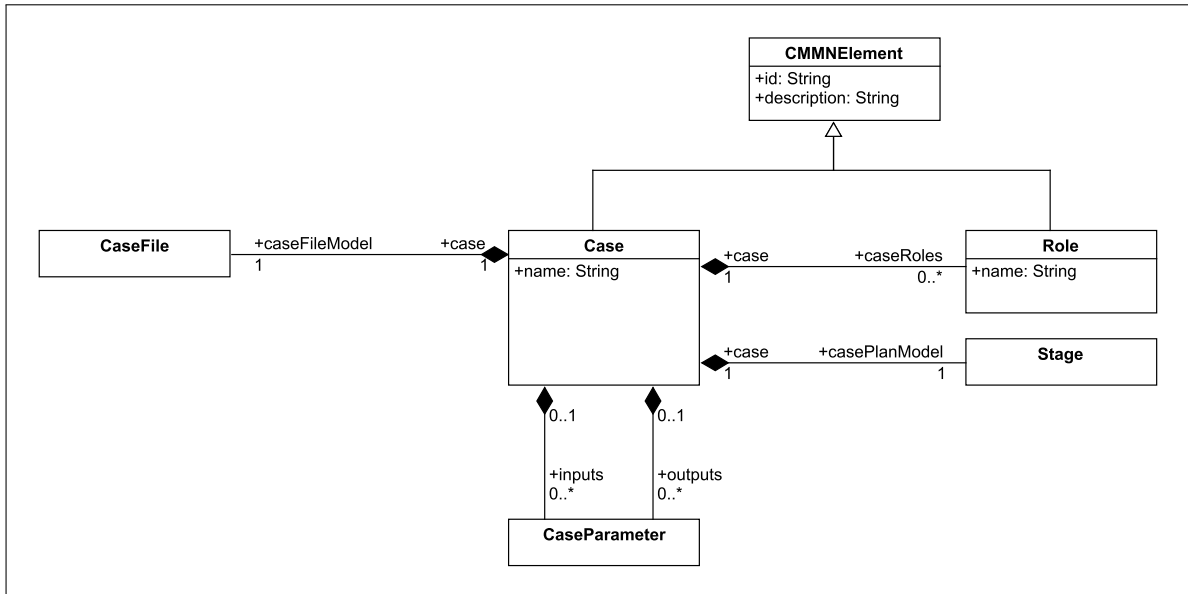 CMMNElement
+id: String
+description: String
CaseFile
+caseFileModel
1
+case
1
Case
+name: String
+case
1
+caseRoles
0..*
Role
+name: String
+case
1
+casePlanModel
1
Stage
0..1
0..1
+inputs
0..*
+outputs
0..*
CaseParameter